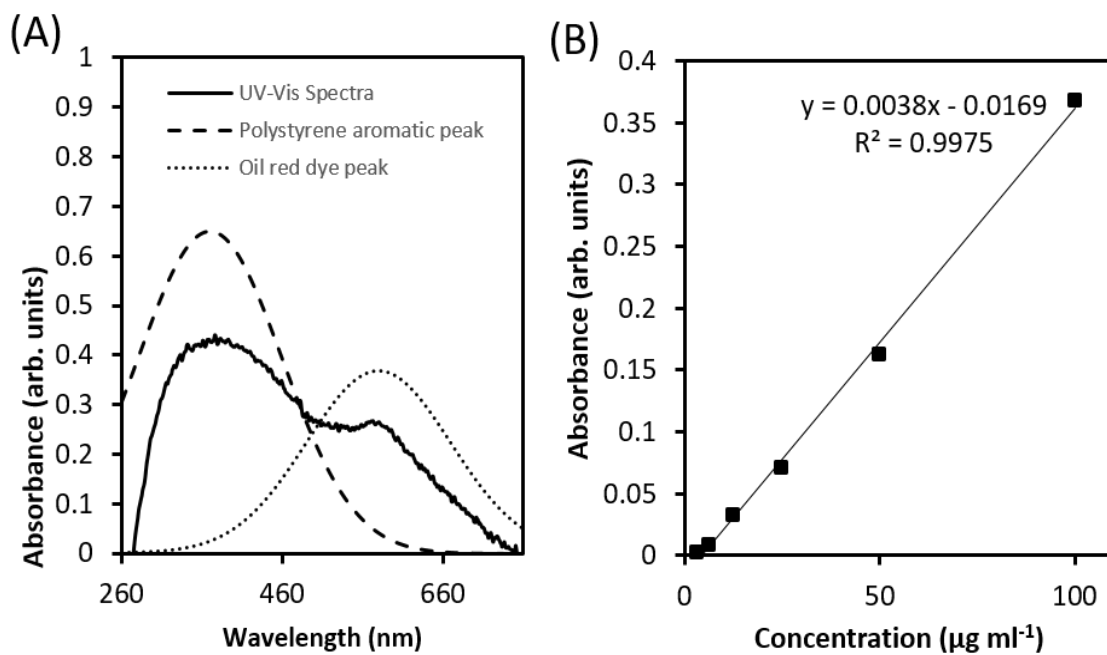 (A)
Absorbance (arb. units)
1
0.9
0.8
0.7
0.6
0.5
0.4
0.3
0.2
0.1
0
UV-Vis Spectra
Polystyrene aromatic peak
Oil red dye peak
260
460
660
Wavelength (nm)
(B)
Absorbance (arb. units)
0.4
0.35
0.3
0.25
0.2
0.15
0.1
0.05
0
y = 0.0038x - 0.0169
R² = 0.9975
0
50
100
Concentration (µg ml⁻¹)